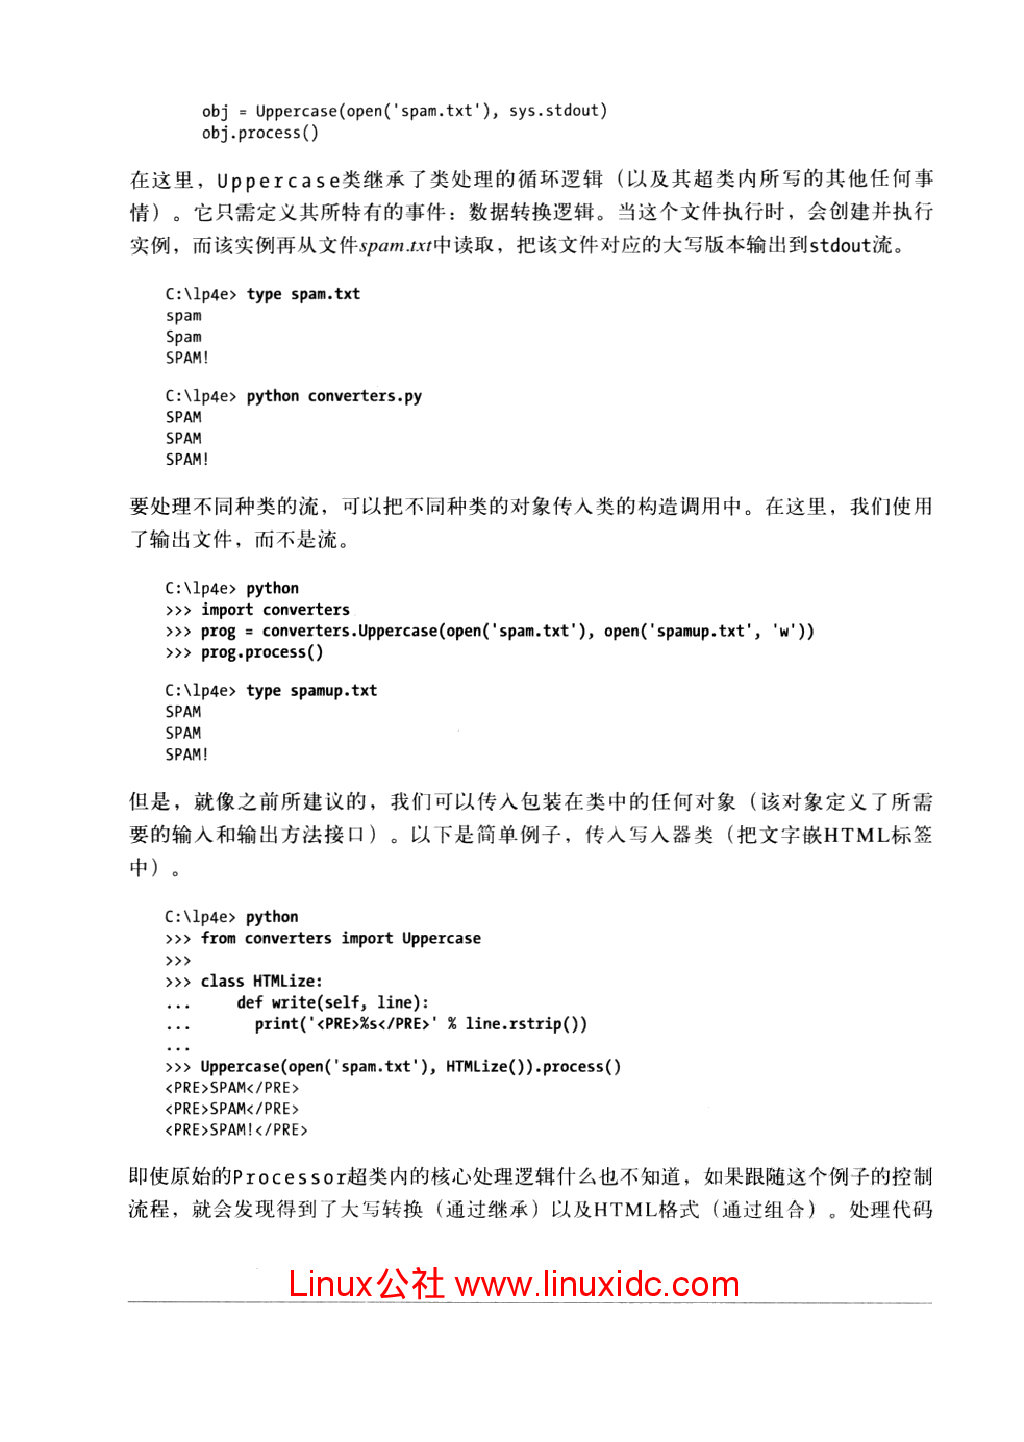 obj = Uppercase(open('spam.txt'), sys.stdout)
obj.process()
在这里，Uppercase类继承了类处理的循环逻辑（以及其超类内所写的其他任何事
情）。它只需定义其所特有的事件：数据转换逻辑。当这个文件执行时，会创建并执行
实例，而该实例再从文件spam.txt中读取，把该文件对应的大写版本输出到stdout流。
C:\lp4e> type spam.txt
spam
Spam
SPAM!
C:\lp4e> python converters.py
SPAM
SPAM
SPAM!
要处理不同种类的流，可以把不同种类的对象传入类的构造调用中。在这里，我们使用
了输出文件，而不是流。
C:\lp4e> python
>>> import converters
>>> prog = converters.Uppercase(open('spam.txt'), open('spamup.txt', 'w'))
>>> prog.process()
C:\lp4e> type spamup.txt
SPAM
SPAM
SPAM!
但是，就像之前所建议的，我们可以传入包装在类中的任何对象（该对象定义了所需
要的输入和输出方法接口）。以下是简单例子，传入写入器类（把文字嵌HTML标签
中）。
C:\lp4e> python
>>> from converters import Uppercase
>>>
>>> class HTMLize:
...     def write(self, line):
...       print('<PRE>%s</PRE>' % line.rstrip())
...
>>> Uppercase(open('spam.txt'), HTMLize()).process()
<PRE>SPAM</PRE>
<PRE>SPAM</PRE>
<PRE>SPAM!</PRE>
即使原始的Processor超类内的核心处理逻辑什么也不知道，如果跟随这个例子的控制
流程，就会发现得到了大写转换（通过继承）以及HTML格式（通过组合）。处理代码
Linux公社 www.linuxidc.com